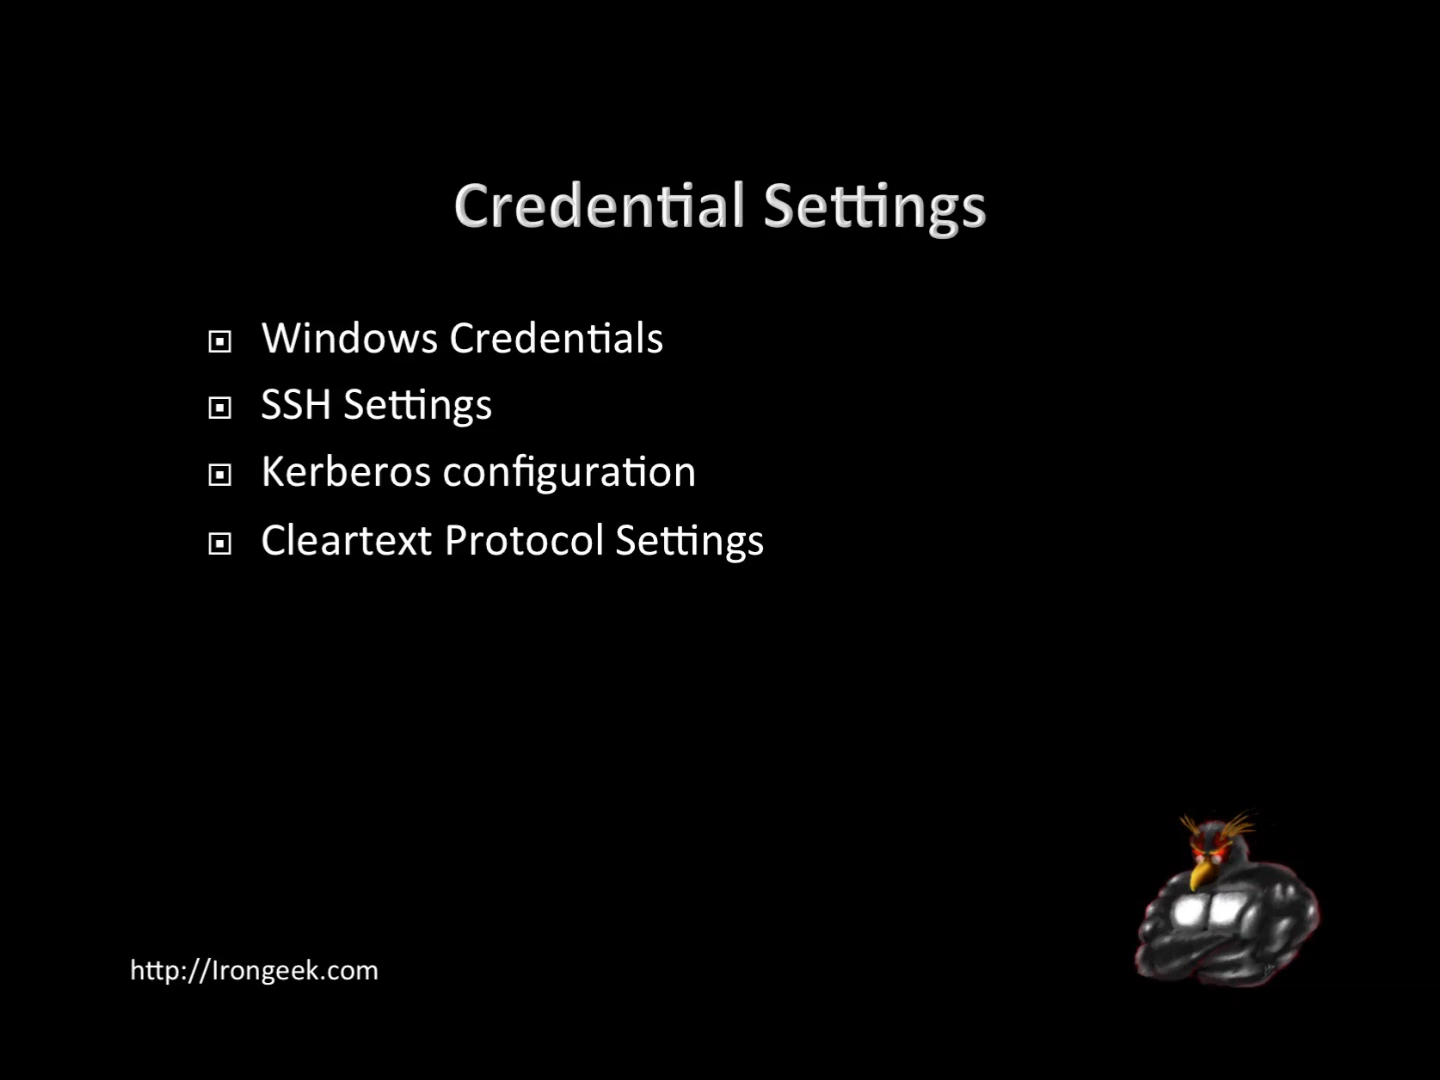 Credential Settings
Windows Credentials
SSH Settings
Kerberos configuration
Cleartext Protocol Settings
http://Irongeek.com